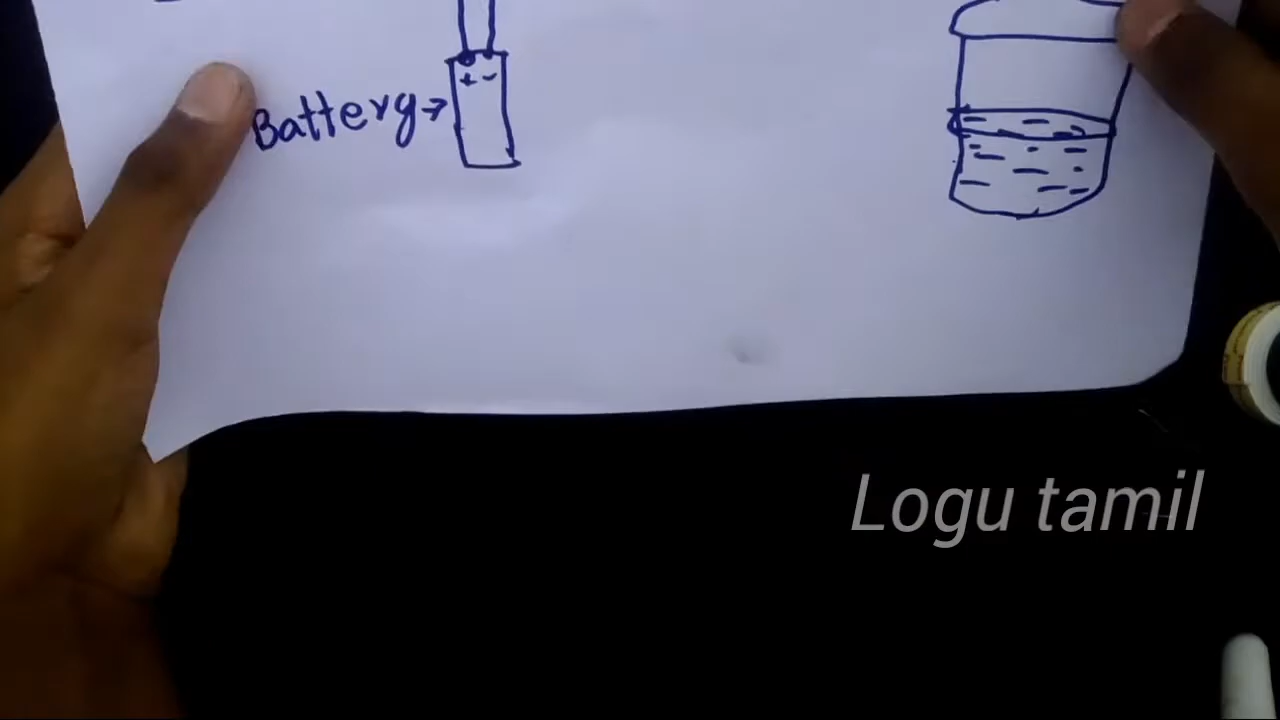 + -
Battery→
Logu tamil